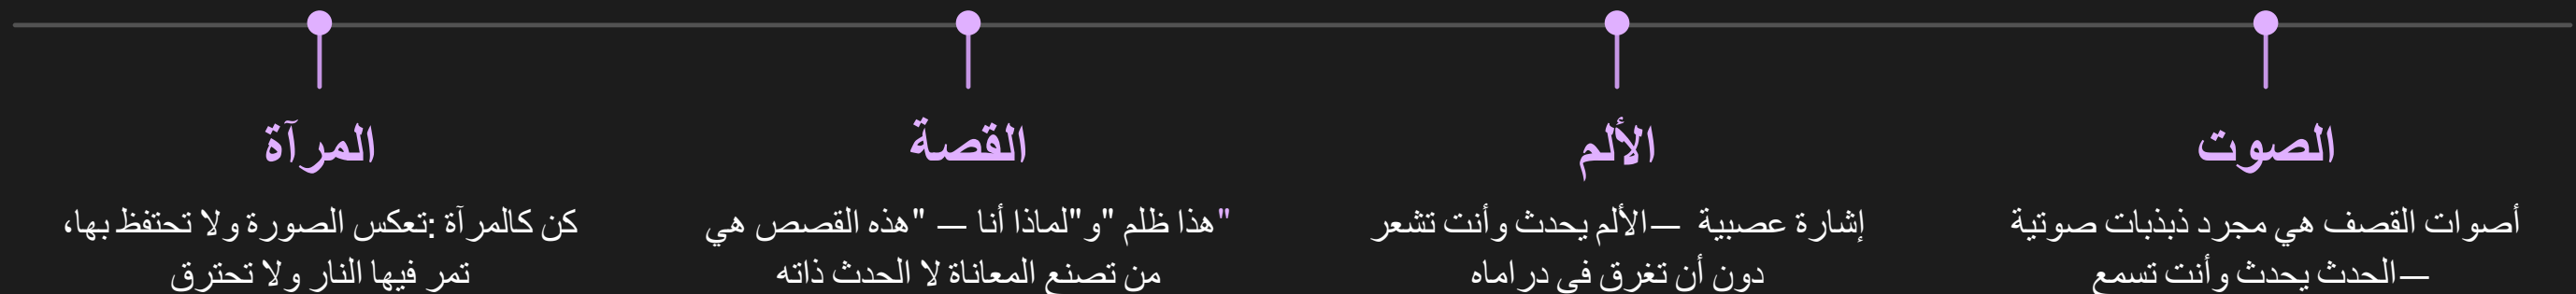 الصوت
أصوات القصف هي مجرد ذبذبات صوتية
—الحدث يحدث وأنت تسمع
الألم
إشارة عصبية —الألم يحدث وأنت تشعر
دون أن تغرق في دراماه
القصة
"هذا ظلم "و"لماذا أنا — "هذه القصص هي
من تصنع المعاناة لا الحدث ذاته
المرآة
كن كالمرآة :تعكس الصورة ولا تحتفظ بها،
تمر فيها النار ولا تحترق